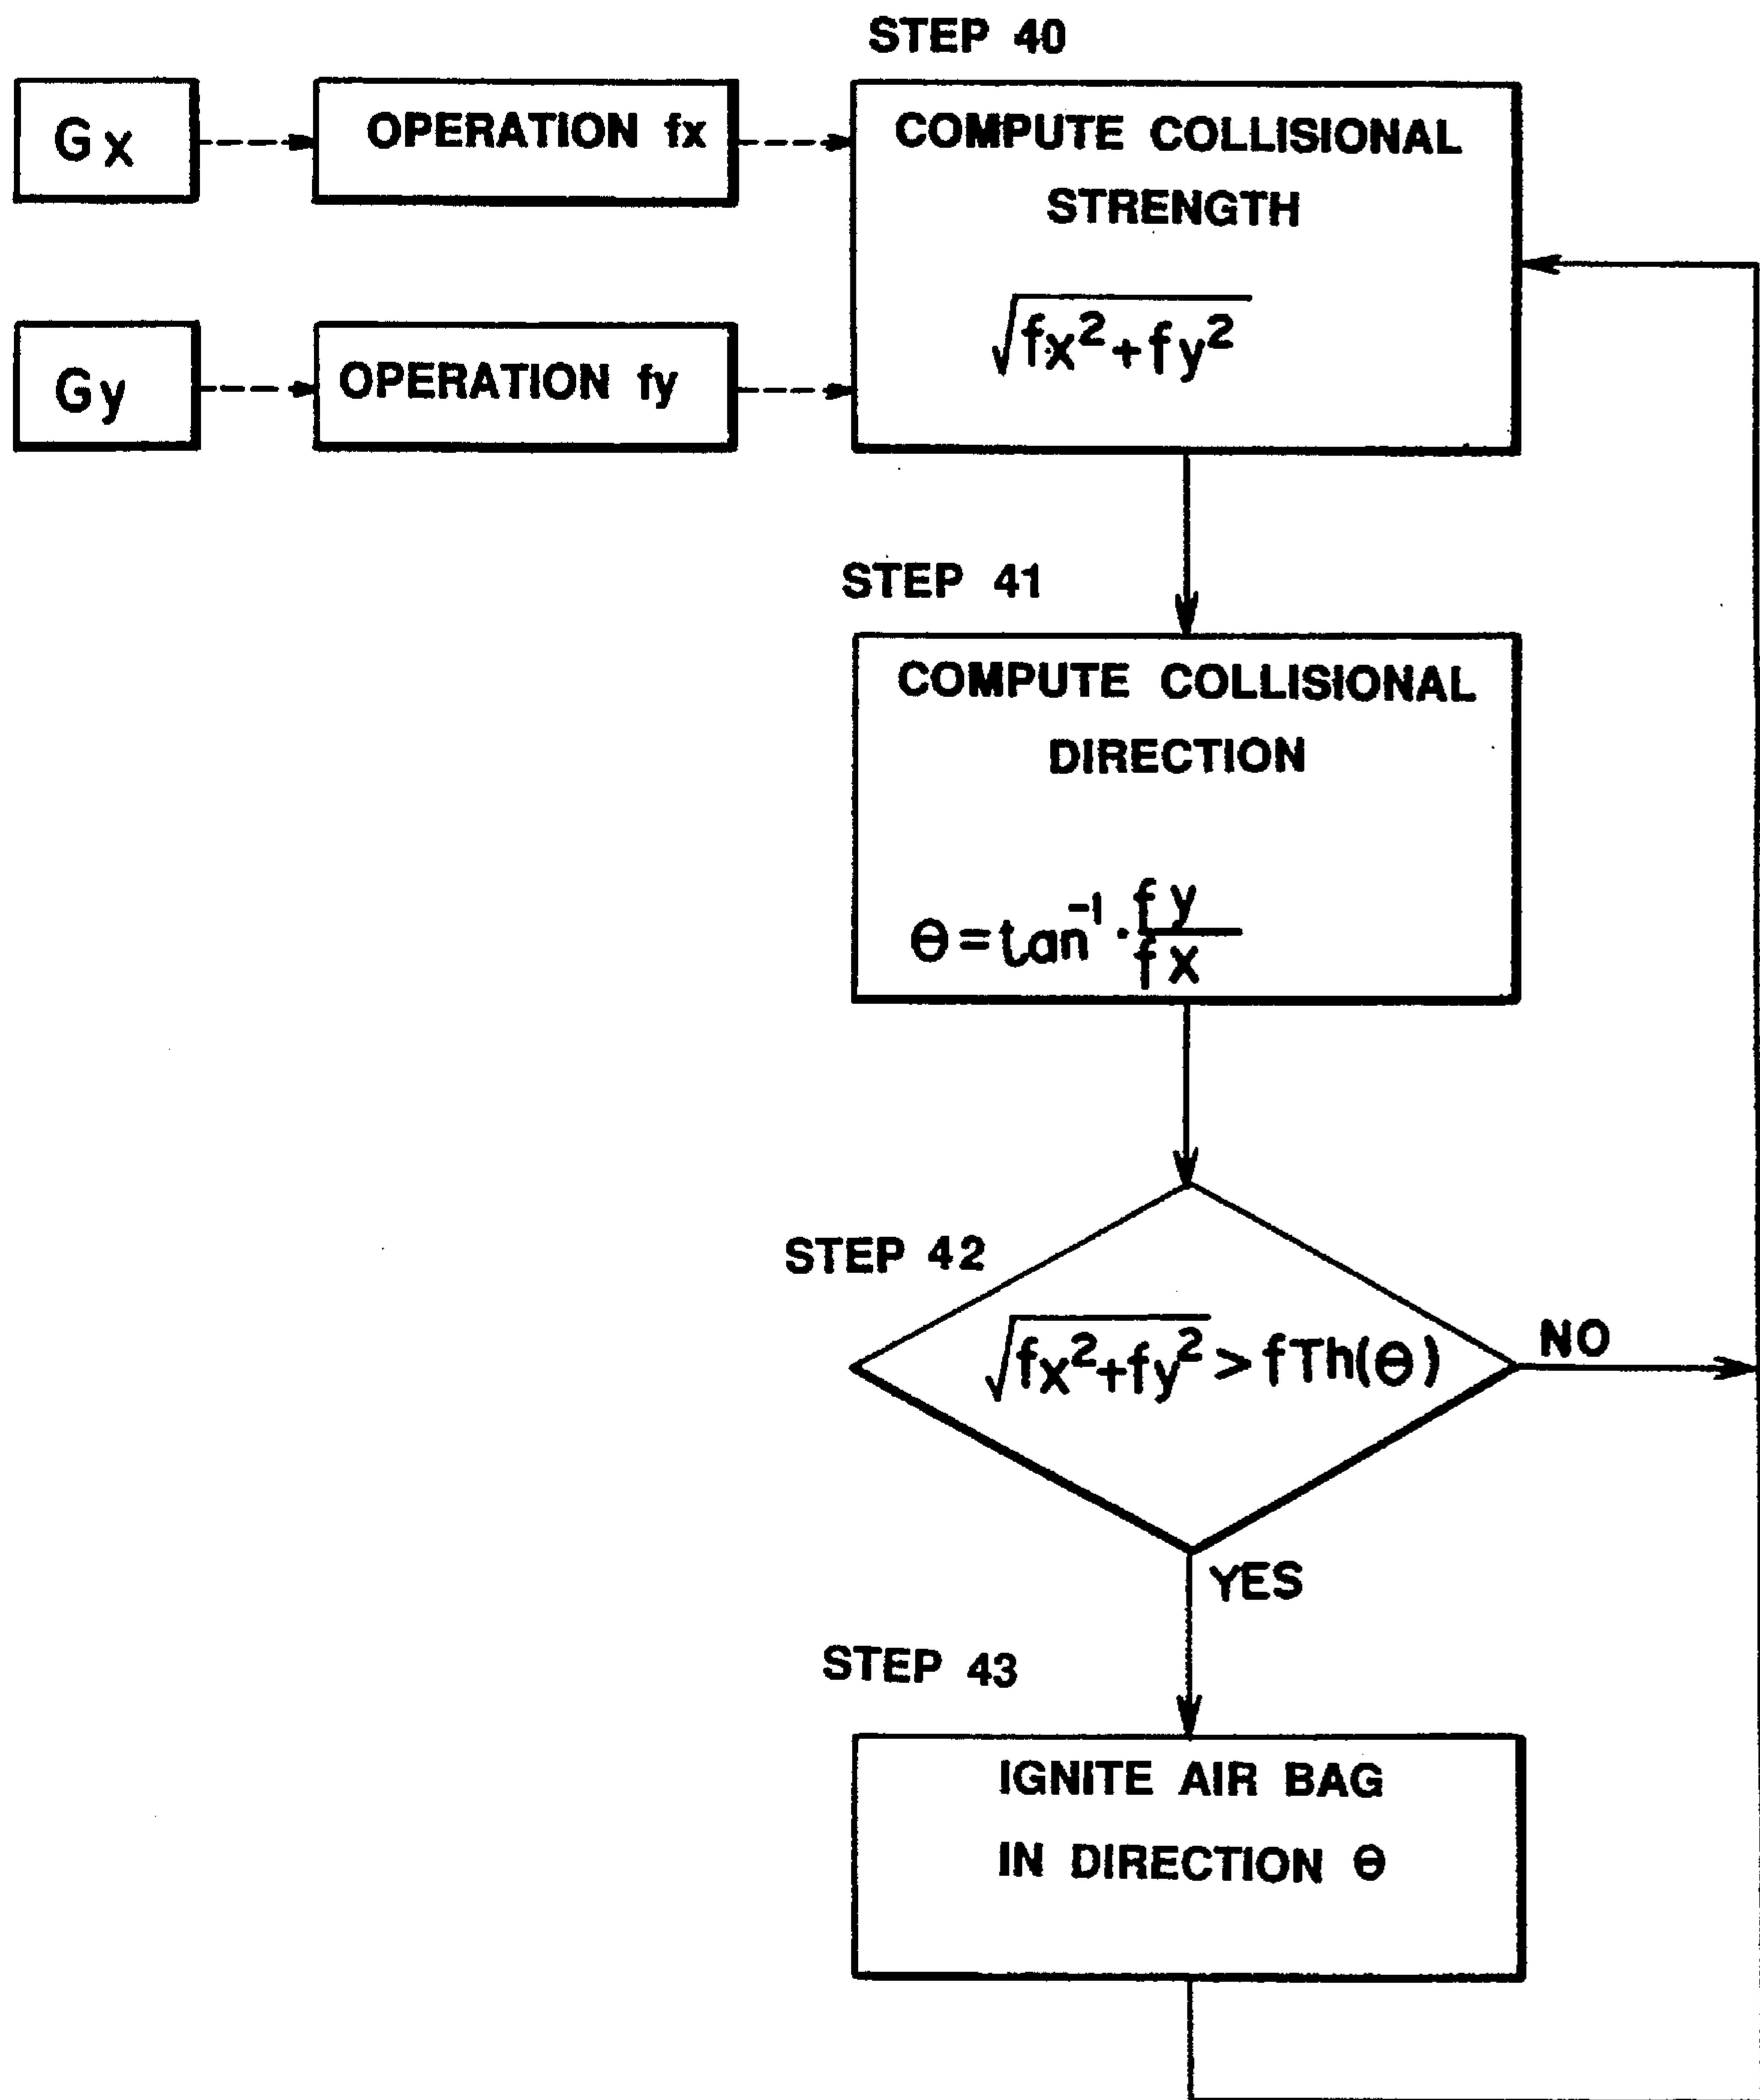 STEP 40
Gx
OPERATION fx
COMPUTE COLLISIONAL
STRENGTH
√fx²+fy²
Gy
OPERATION fy
STEP 41
COMPUTE COLLISIONAL
DIRECTION
θ=tan⁻¹·fy/fx
STEP 42
√fx²+fy²>fTh(θ)
NO
YES
STEP 43
IGNITE AIR BAG
IN DIRECTION θ